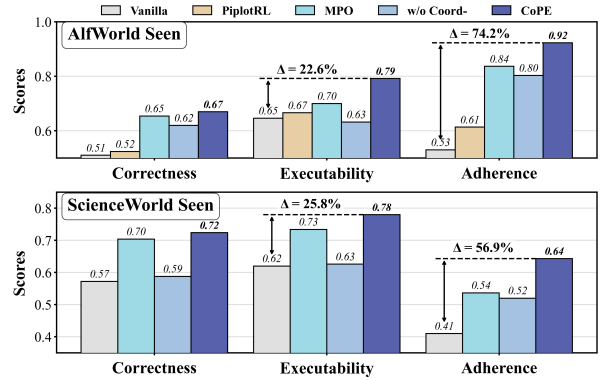 Vanilla PiplotRL MPO w/o Coord- CoPE
AlfWorld Seen
Scores
1.0
0.8
0.6
0.51 0.52 0.65 0.62 0.67
Δ = 22.6%
0.65 0.67 0.70 0.63 0.79
Δ = 74.2%
0.53 0.61 0.84 0.80 0.92
Correctness Executability Adherence
ScienceWorld Seen
Scores
0.8
0.7
0.6
0.5
0.4
0.57 0.70 0.59 0.72
Δ = 25.8%
0.62 0.73 0.63 0.78
Δ = 56.9%
0.41 0.54 0.52 0.64
Correctness Executability Adherence